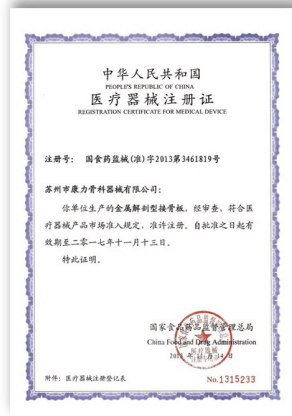 中华人民共和国
PEOPLE'S REPUBLIC OF CHINA
医疗器械注册证
REGISTRATION CERTIFICATE FOR MEDICAL DEVICE
注册号： 国食药监械(准)字2013第3461819号
苏州市康力骨科器械有限公司：
你单位生产的金属解剖型接骨板，经审查，符合医
疗器械产品市场准入规定，准许注册。自批准之日起有
效期至二〇一七年十一月十三日。
特此证明。
国家食品药品监督管理总局
China Food and Drug Administration
2013 年 11 月 14 日
附件：医疗器械注册登记表
No.1315233